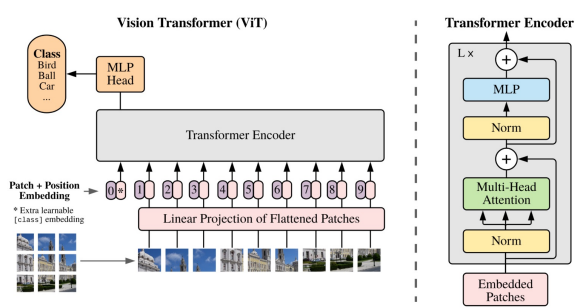 Vision Transformer (ViT)
Class
Bird
Ball
Car
...
MLP
Head
Transformer Encoder
Patch + Position
Embedding
0 * 1 2 3 4 5 6 7 8 9
* Extra learnable
[class] embedding
Linear Projection of Flattened Patches
Transformer Encoder
L x
+
MLP
Norm
+
Multi-Head
Attention
Norm
Embedded
Patches